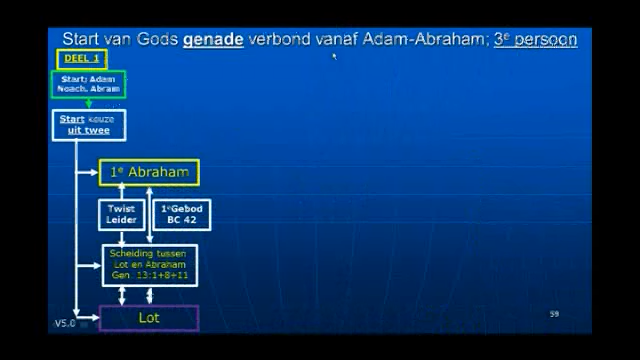 Start van Gods genade verbond vanaf Adam-Abraham; 3e persoon
DEEL 1
Start; Adam
Noach. Abram
Start keuze
uit twee
1e Abraham
Twist
Leider
1eGebod
BC 42
Scheiding tussen
Lot en Abraham
Gen. 13:1+8+11
Lot
V5.0
59